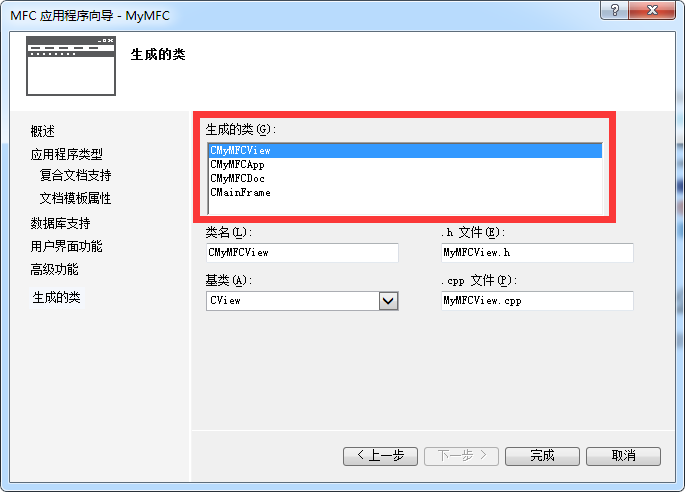 MFC 应用程序向导 - MyMFC
生成的类
概述
应用程序类型
复合文档支持
文档模板属性
数据库支持
用户界面功能
高级功能
生成的类
生成的类(G):
CMyMFCView
CMyMFCApp
CMyMFCDoc
CMainFrame
类名(L):
.h 文件(E):
CMyMFCView
MyMFCView.h
基类(A):
.cpp 文件(P):
CView
MyMFCView.cpp
< 上一步
下一步 >
完成
取消